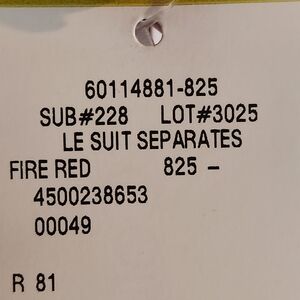 60114881-825
SUB#228 LOT#3025
LE SUIT SEPARATES
FIRE RED 825 -
4500238653
00049
R 81